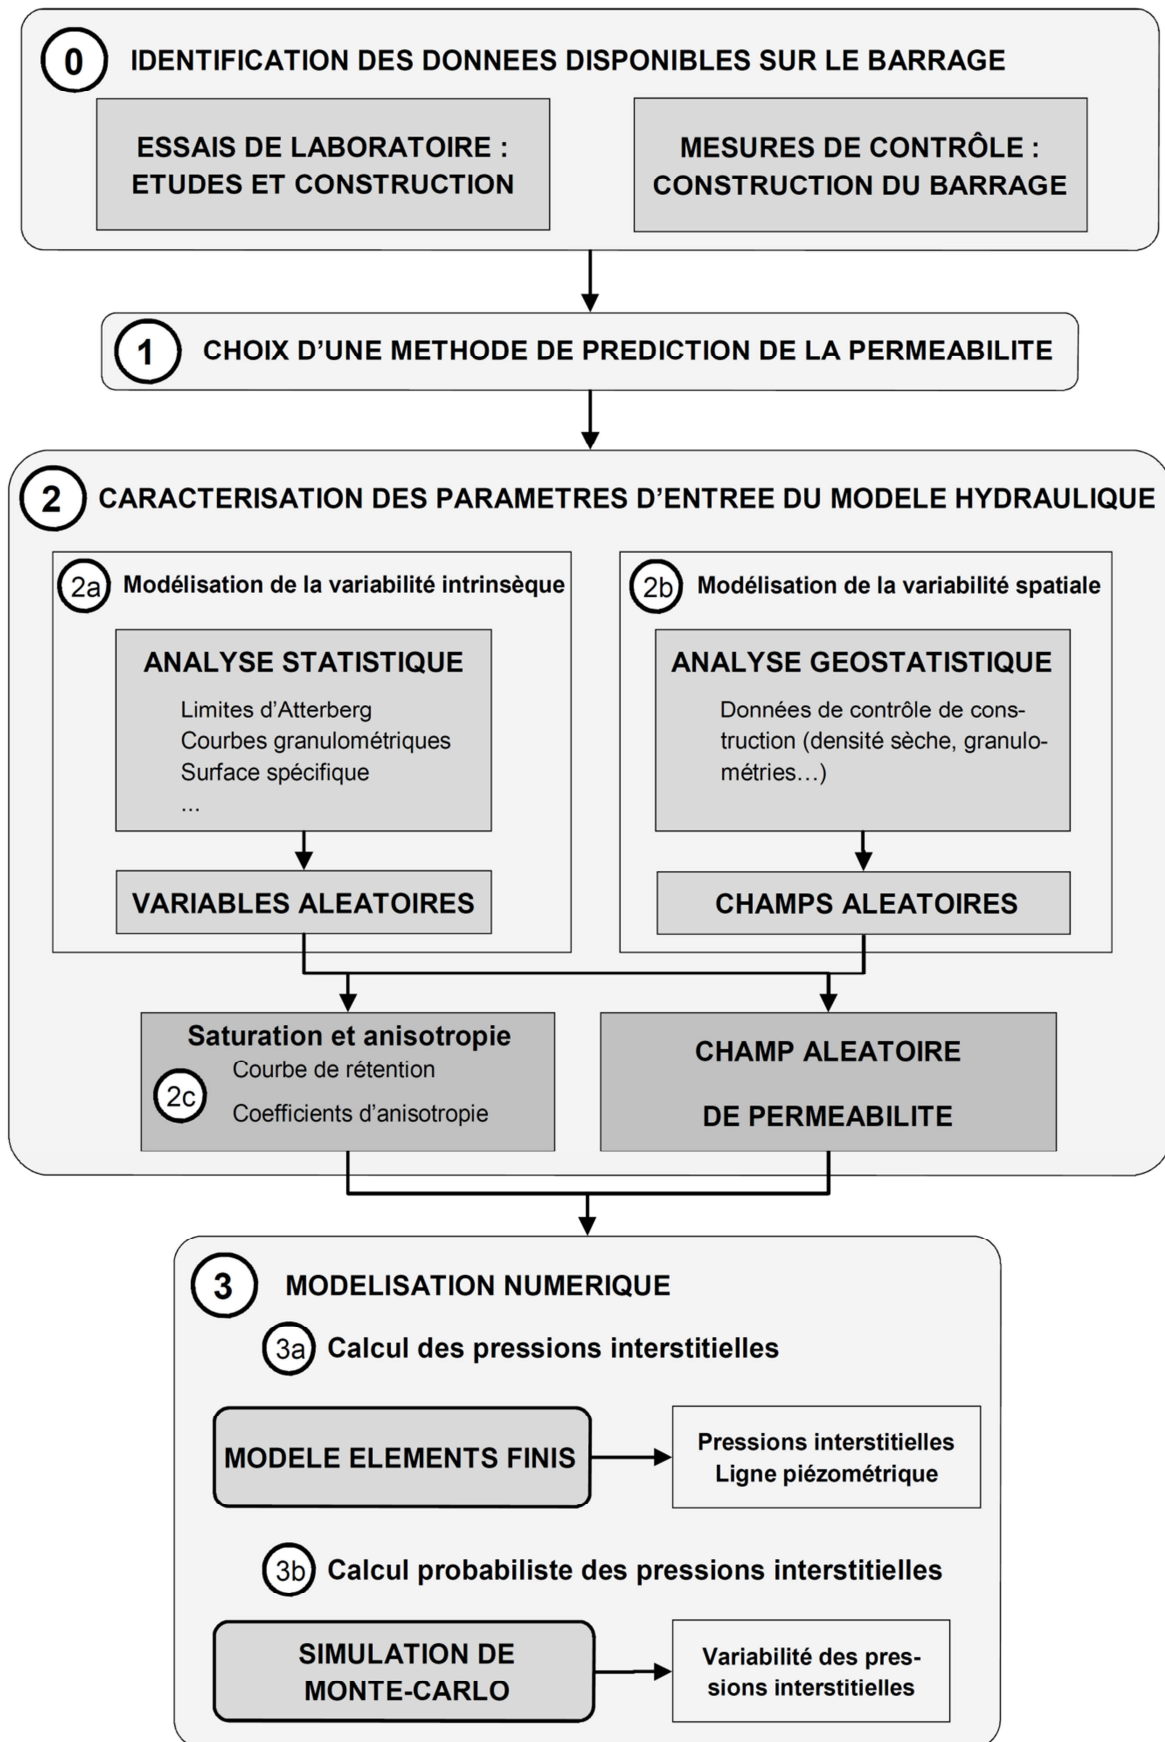 0 IDENTIFICATION DES DONNEES DISPONIBLES SUR LE BARRAGE
ESSAIS DE LABORATOIRE :
ETUDES ET CONSTRUCTION
MESURES DE CONTRÔLE :
CONSTRUCTION DU BARRAGE
1 CHOIX D’UNE METHODE DE PREDICTION DE LA PERMEABILITE
2 CARACTERISATION DES PARAMETRES D’ENTREE DU MODELE HYDRAULIQUE
2a Modélisation de la variabilité intrinsèque
ANALYSE STATISTIQUE
Limites d’Atterberg
Courbes granulométriques
Surface spécifique
...
VARIABLES ALEATOIRES
2b Modélisation de la variabilité spatiale
ANALYSE GEOSTATISTIQUE
Données de contrôle de cons-
truction (densité sèche, granulo-
métries…)
CHAMPS ALEATOIRES
Saturation et anisotropie
Courbe de rétention
2c
Coefficients d’anisotropie
CHAMP ALEATOIRE
DE PERMEABILITE
3 MODELISATION NUMERIQUE
3a Calcul des pressions interstitielles
MODELE ELEMENTS FINIS
Pressions interstitielles
Ligne piézométrique
3b Calcul probabiliste des pressions interstitielles
SIMULATION DE
MONTE-CARLO
Variabilité des pres-
sions interstitielles